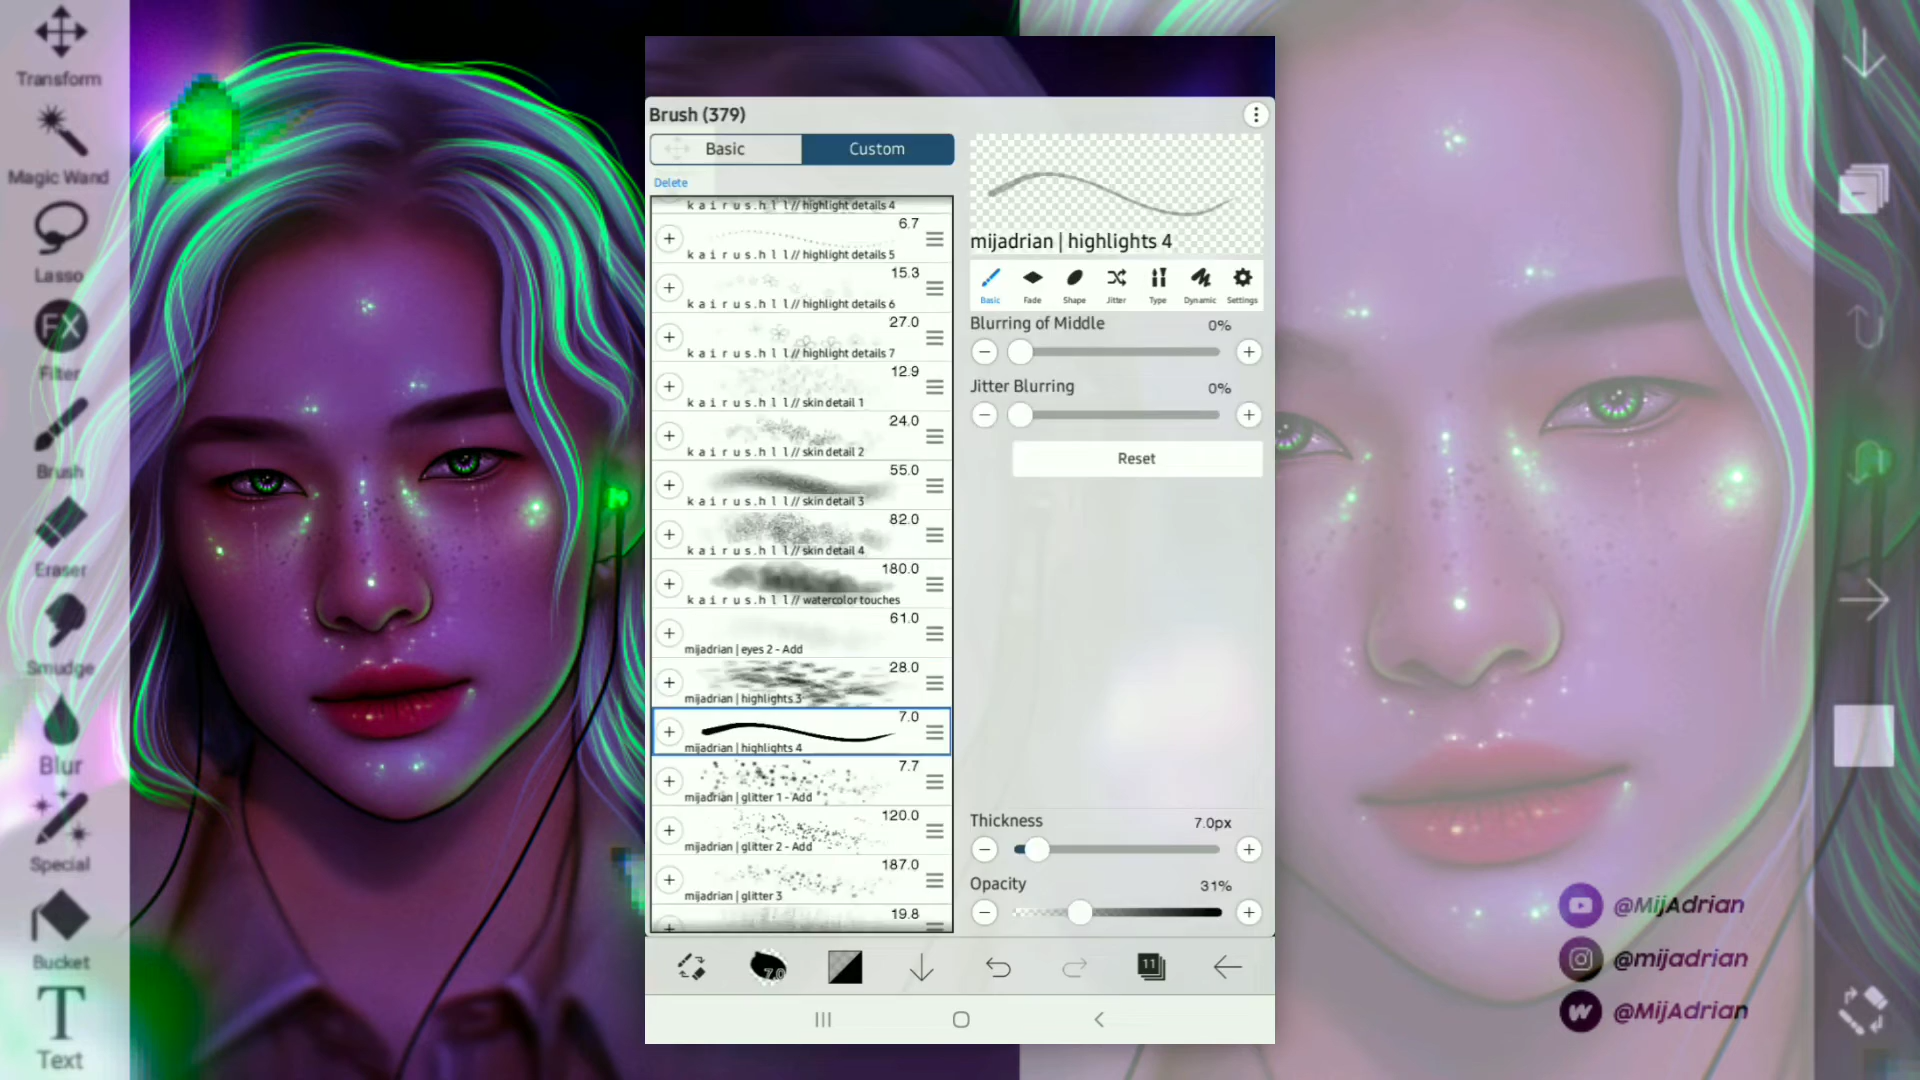 Transform
Magic Wand
Lasso
FX
Filter
Brush
Eraser
Smudge
Blur
Special
Bucket
T
Text
Brush (379)
Basic
Custom
Delete
k a i r u s . h l l // highlight details 4
6.7
k a i r u s . h l l // highlight details 5
15.3
k a i r u s . h l l // highlight details 6
27.0
k a i r u s . h l l // highlight details 7
12.9
k a i r u s . h l l // skin detail 1
24.0
k a i r u s . h l l // skin detail 2
55.0
k a i r u s . h l l // skin detail 3
82.0
k a i r u s . h l l // skin detail 4
180.0
k a i r u s . h l l // watercolor touches
61.0
mijadrian | eyes 2 - Add
28.0
mijadrian | highlights 3
7.0
mijadrian | highlights 4
7.7
mijadrian | glitter 1 - Add
120.0
mijadrian | glitter 2 - Add
187.0
mijadrian | glitter 3
19.8
mijadrian | highlights 4
Basic
Fade
Shape
Jitter
Type
Dynamic
Settings
Blurring of Middle
0%
Jitter Blurring
0%
Reset
Thickness
7.0px
Opacity
31%
7.0
11
@MijAdrian
@mijadrian
@MijAdrian